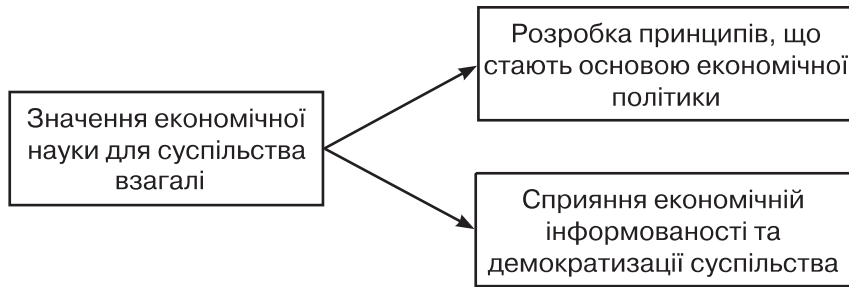 Значення економічної
науки для суспільства
взагалі
Розробка принципів, що
стають основою економічної
політики
Сприяння економічній
інформованості та
демократизації суспільства